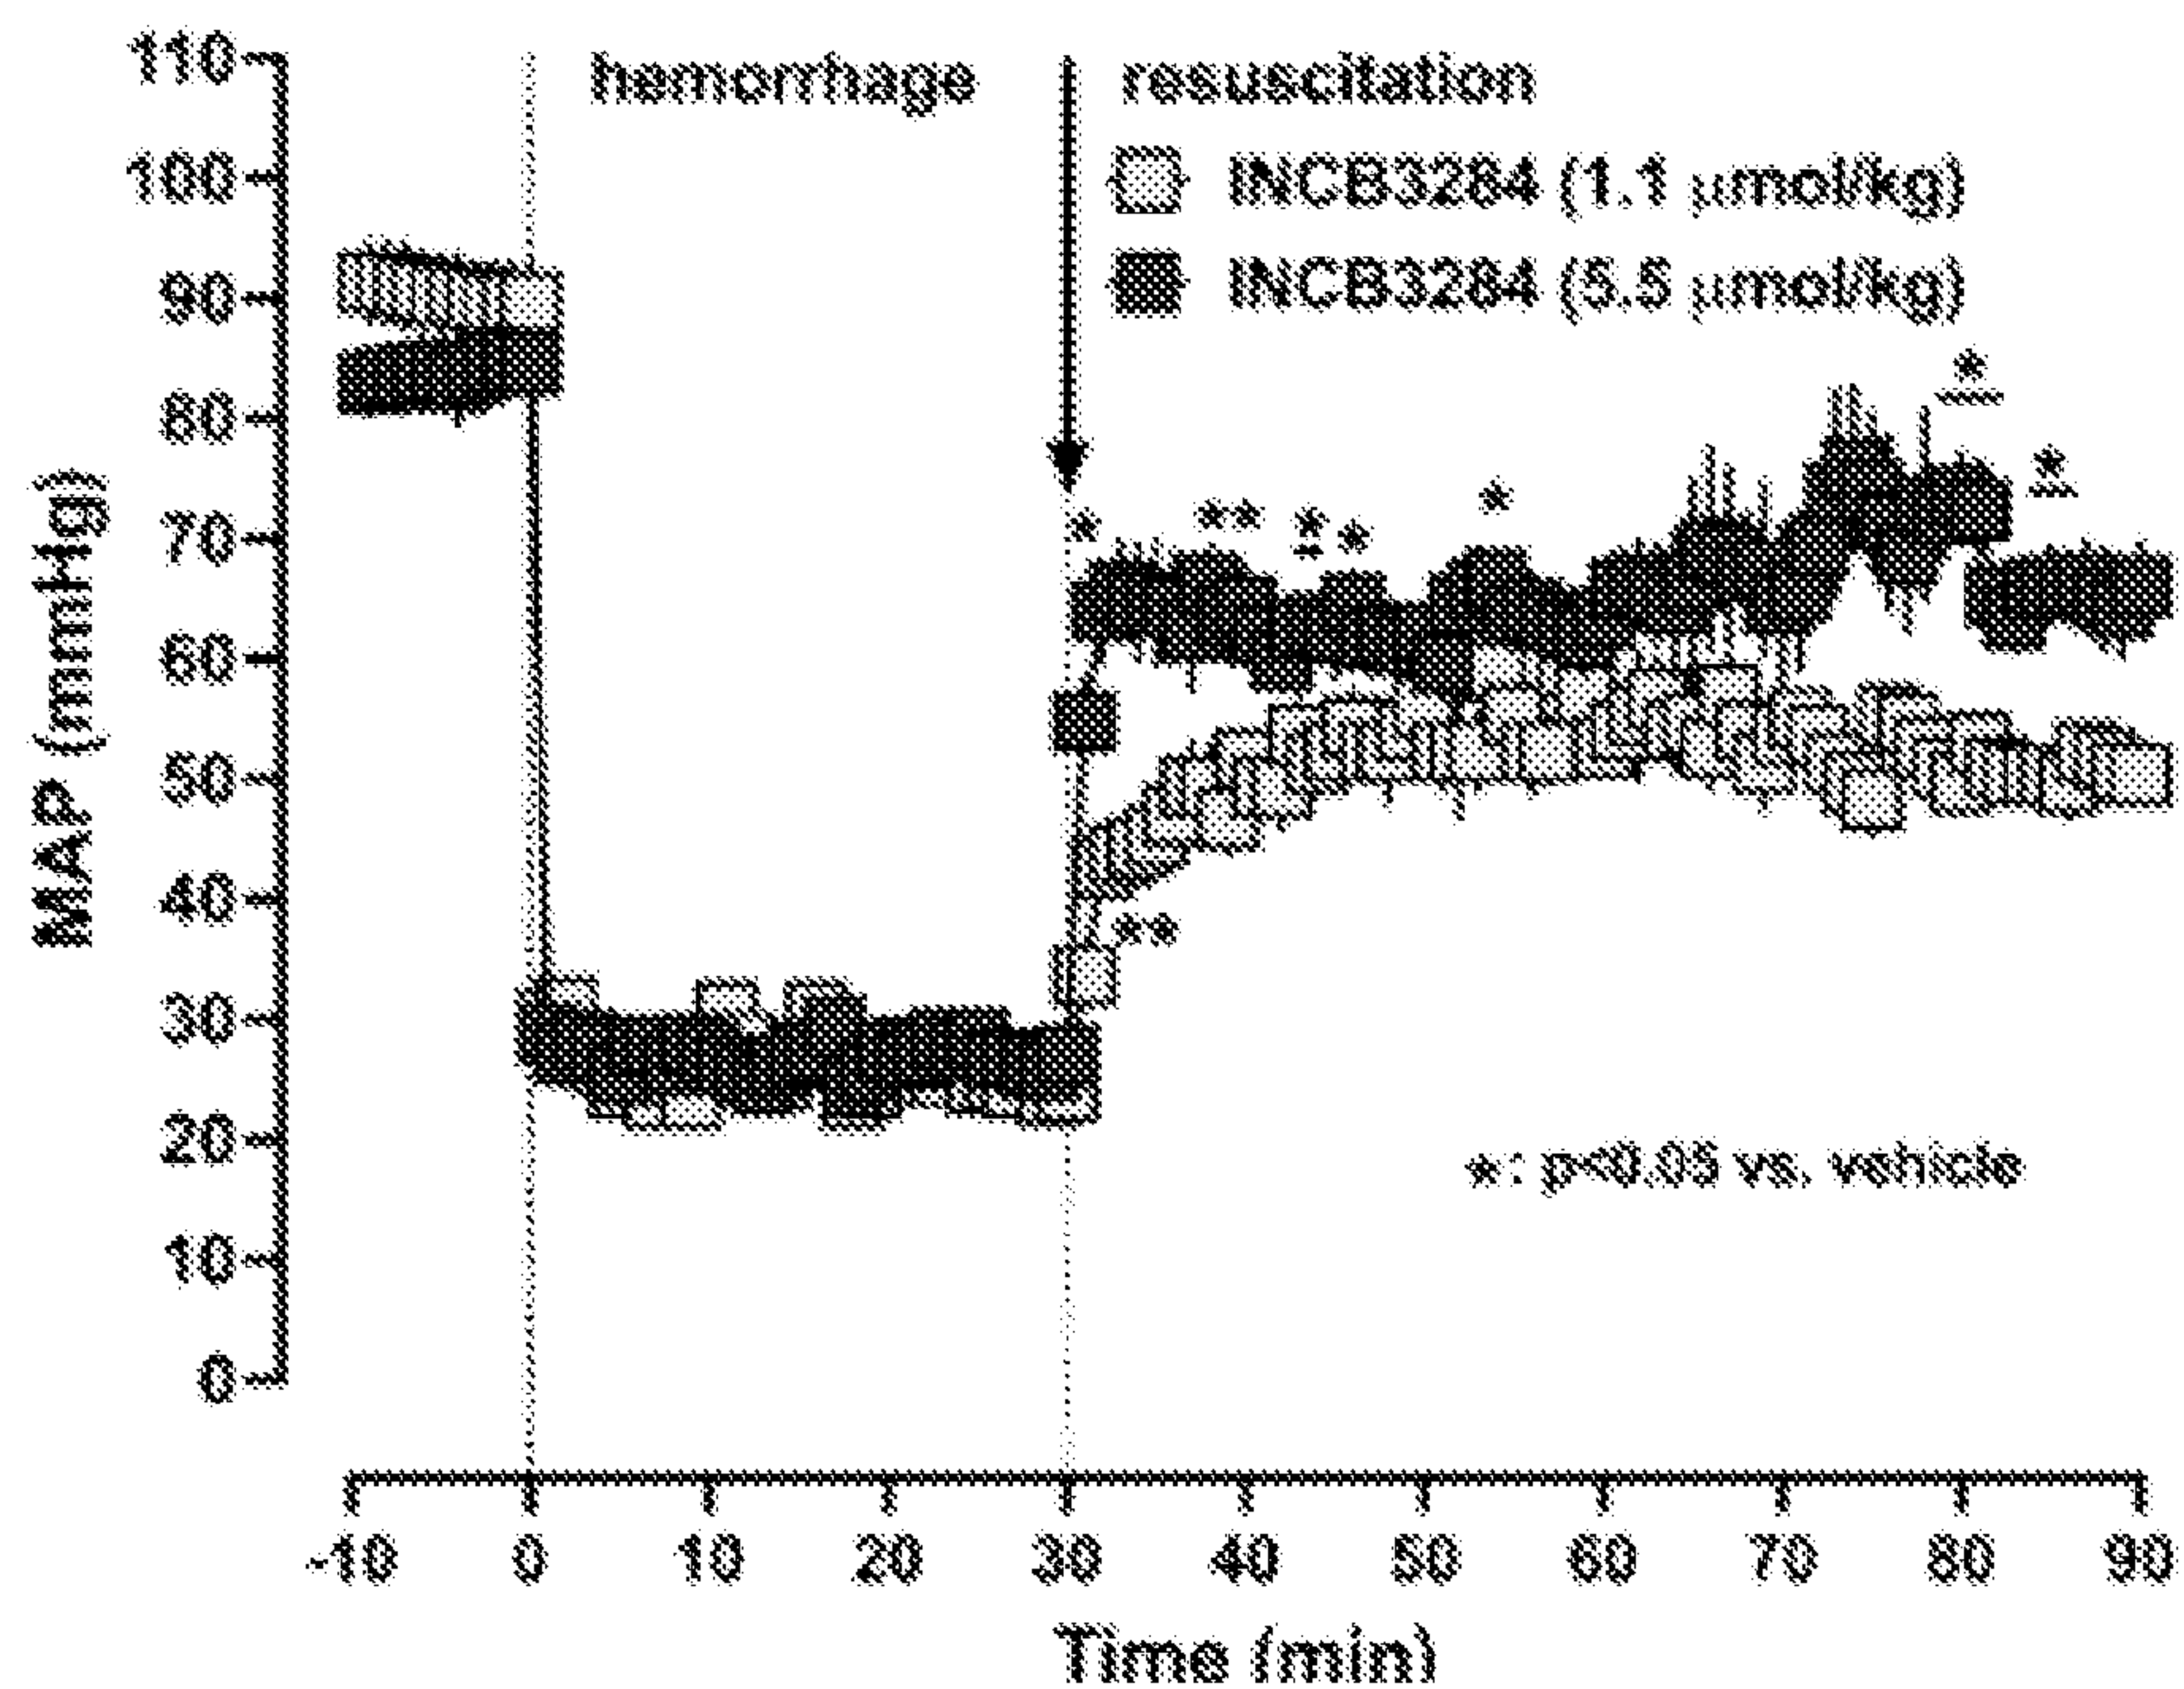 hemorrhage
resuscitation
INCB3284 (1.1 μmol/kg)
INCB3284 (5.5 μmol/kg)
MAP (mmHg)
110
100
90
80
70
60
50
40
30
20
10
0
*
**
*
*
*
*
*
**
*: p<0.05 vs. vehicle
-10 0 10 20 30 40 50 60 70 80 90
Time (min)